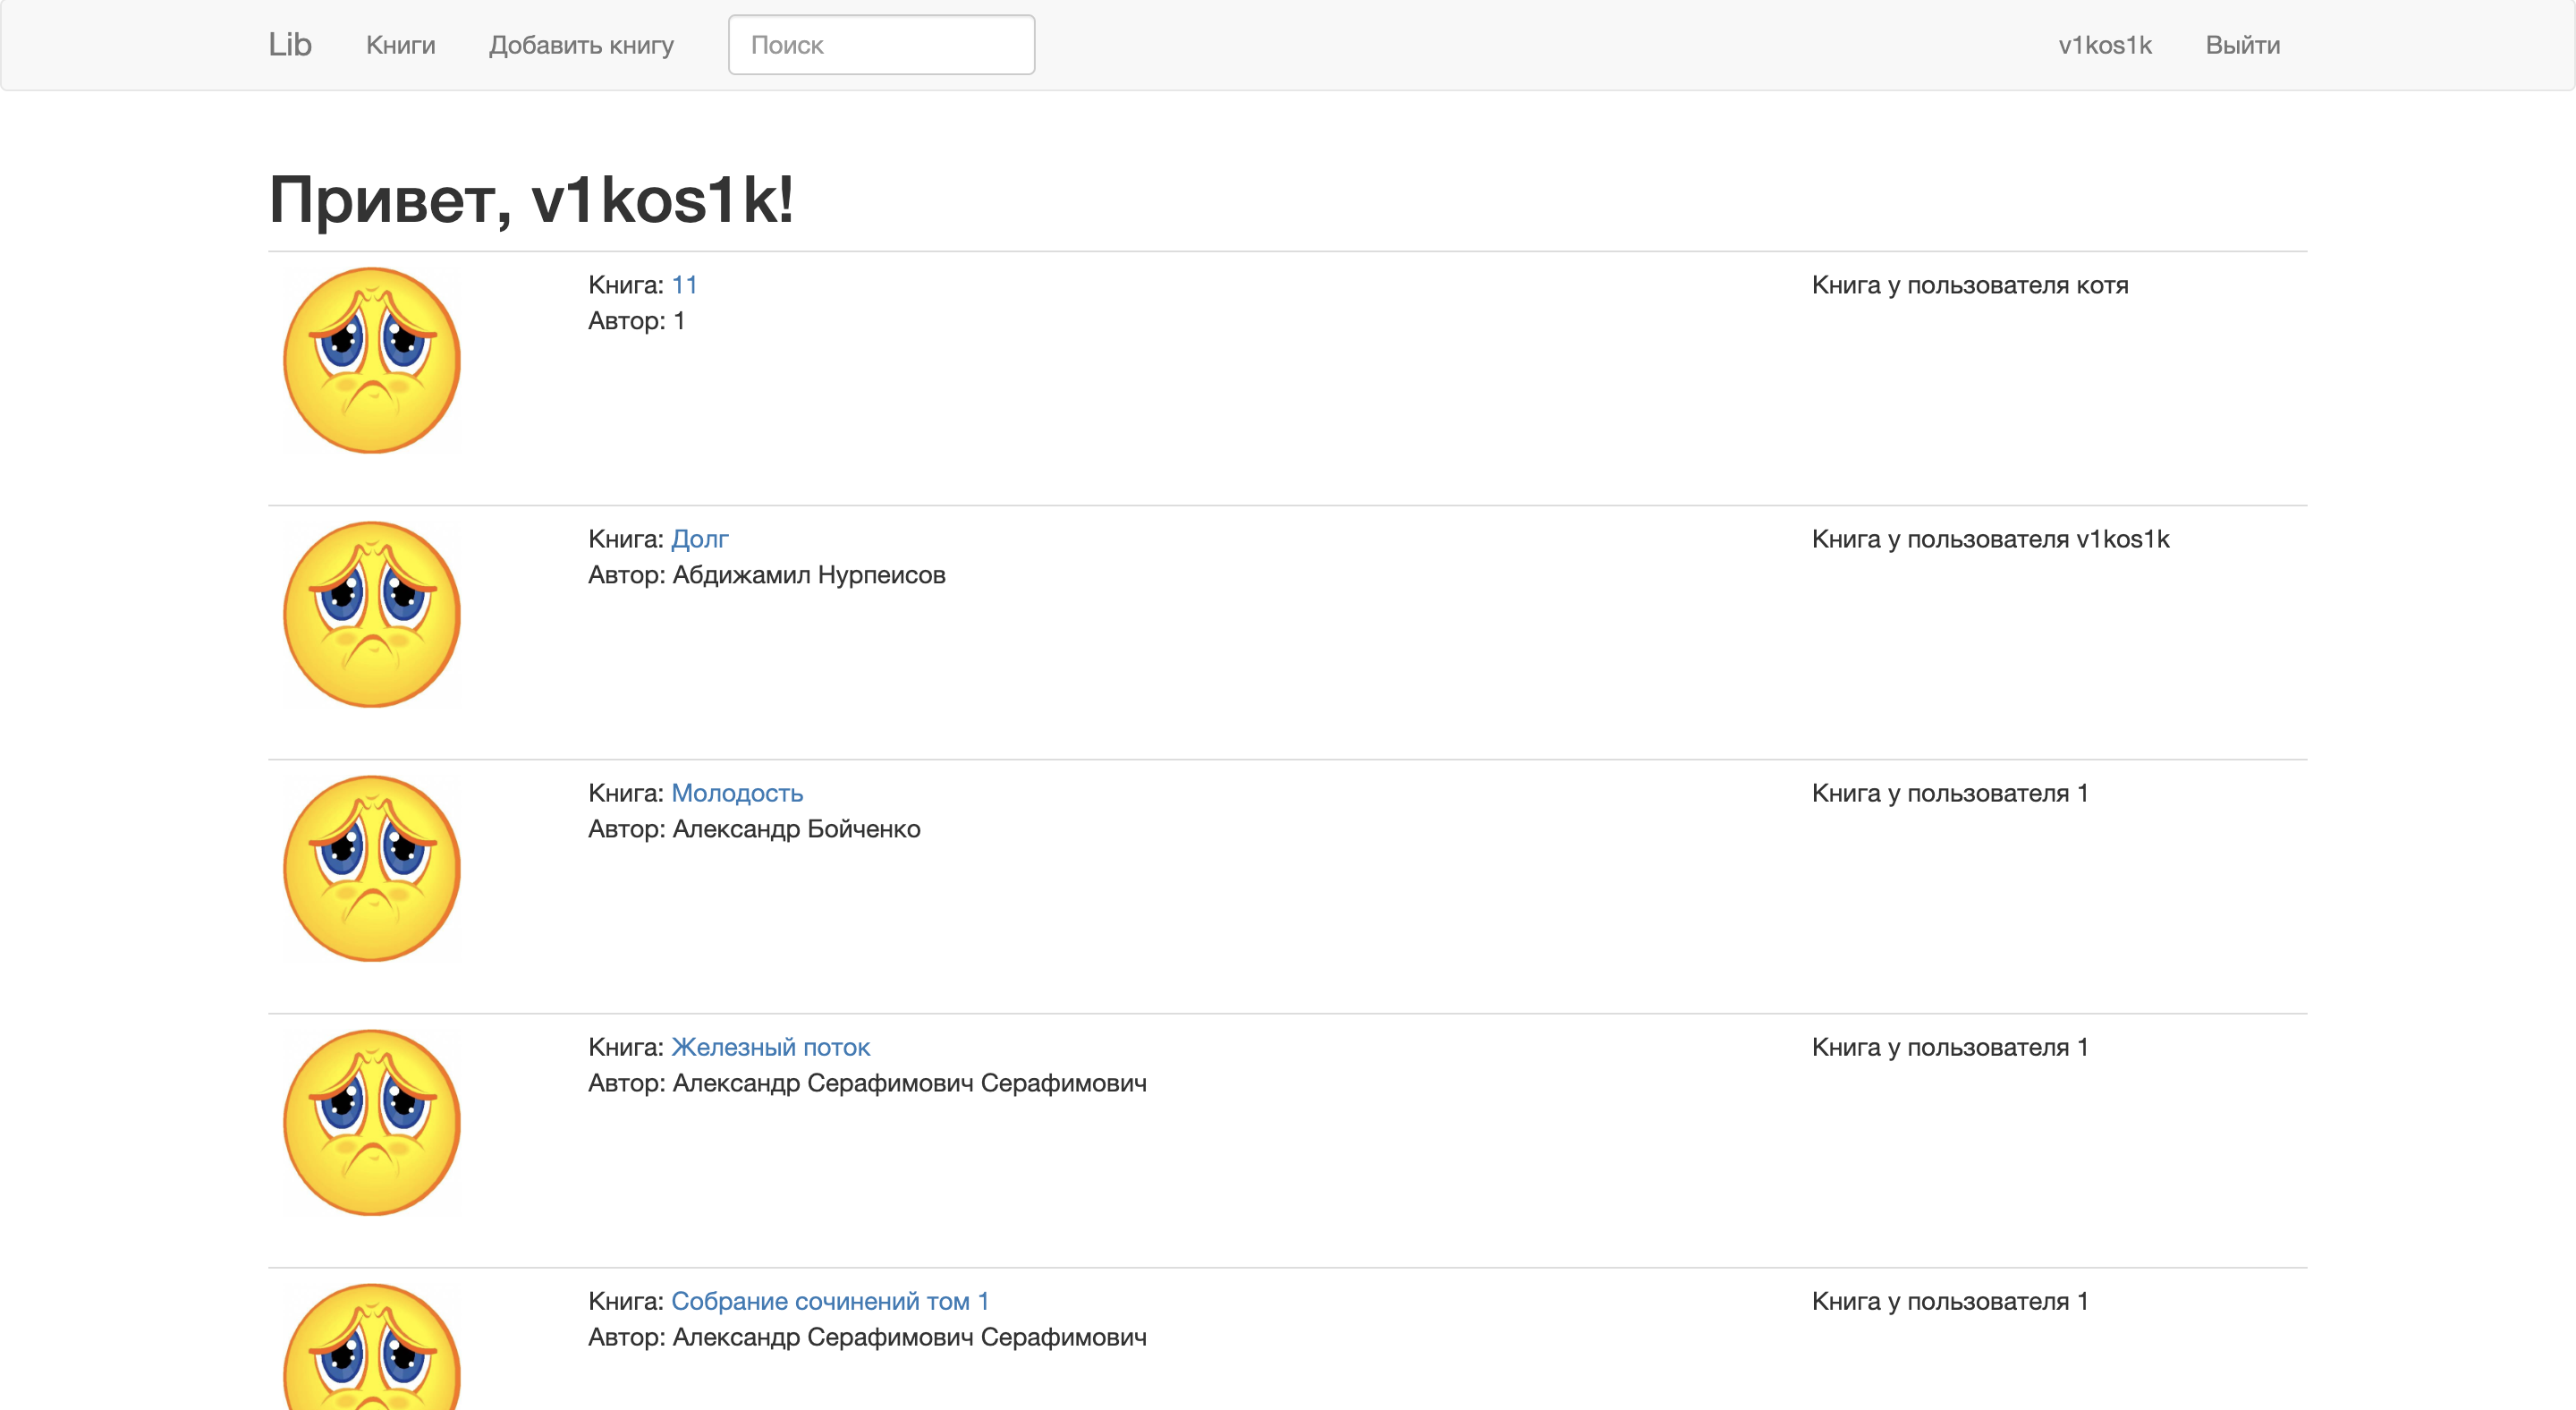 Lib Книги Добавить книгу Поиск v1kos1k Выйти
Привет, v1kos1k!
Книга: 11 Книга у пользователя котя
Автор: 1
Книга: Долг Книга у пользователя v1kos1k
Автор: Абдижамил Нурпеисов
Книга: Молодость Книга у пользователя 1
Автор: Александр Бойченко
Книга: Железный поток Книга у пользователя 1
Автор: Александр Серафимович Серафимович
Книга: Собрание сочинений том 1 Книга у пользователя 1
Автор: Александр Серафимович Серафимович